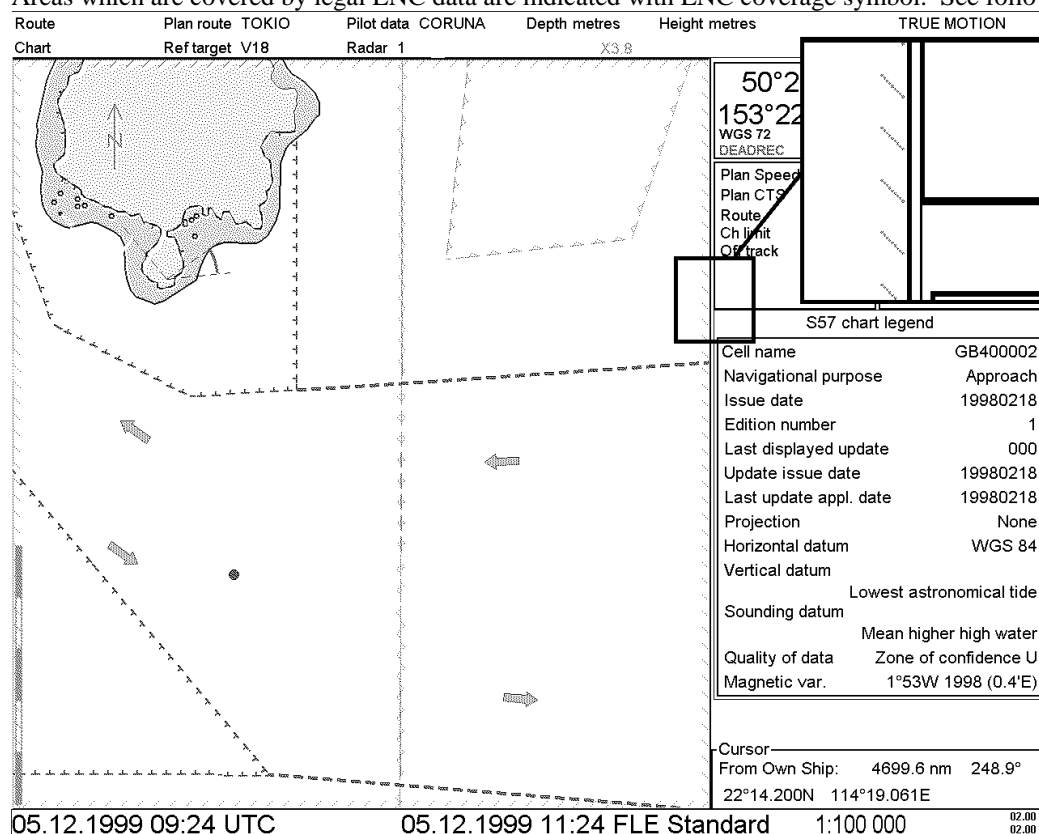 Areas which are covered by legal ENC data are indicated with ENC coverage symbol. See follo
Route Plan route TOKIO Pilot data CORUNA Depth metres Height metres TRUE MOTION
Chart Ref target V18 Radar 1 X3.8
N
50°2
153°22
WGS 72
DEADREC
Plan Speed
Plan CTS
Route
Ch limit
Off track
S57 chart legend
Cell name GB400002
Navigational purpose Approach
Issue date 19980218
Edition number 1
Last displayed update 000
Update issue date 19980218
Last update appl. date 19980218
Projection None
Horizontal datum WGS 84
Vertical datum
Lowest astronomical tide
Sounding datum
Mean higher high water
Quality of data Zone of confidence U
Magnetic var. 1°53W 1998 (0.4'E)
Cursor
From Own Ship: 4699.6 nm 248.9°
22°14.200N 114°19.061E
05.12.1999 09:24 UTC 05.12.1999 11:24 FLE Standard 1:100 000 02.00
02.00